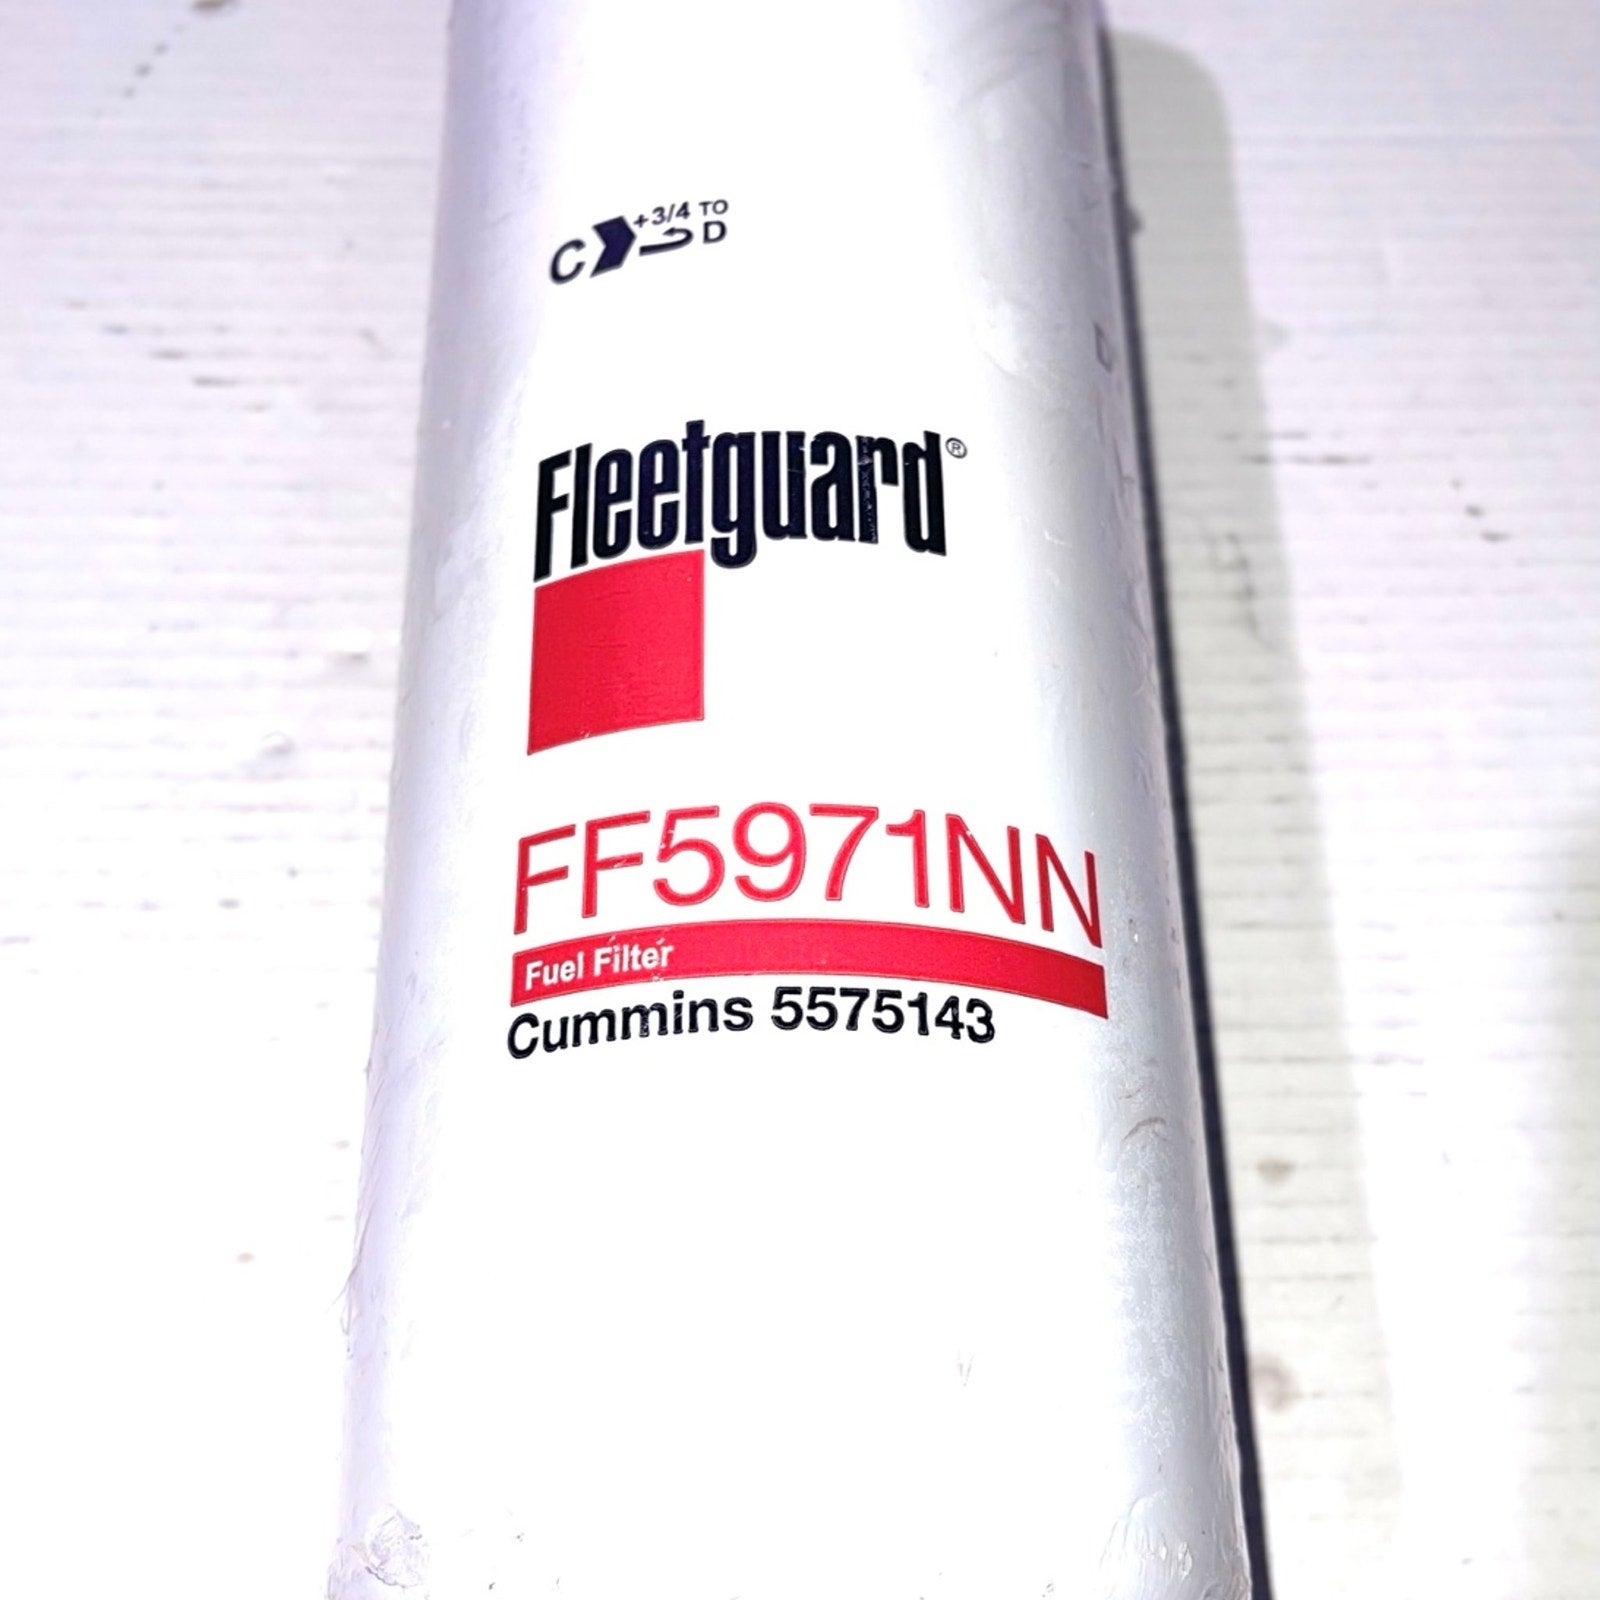 C +3/4 TO D
Fleetguard®
FF5971NN
Fuel Filter
Cummins 5575143
D